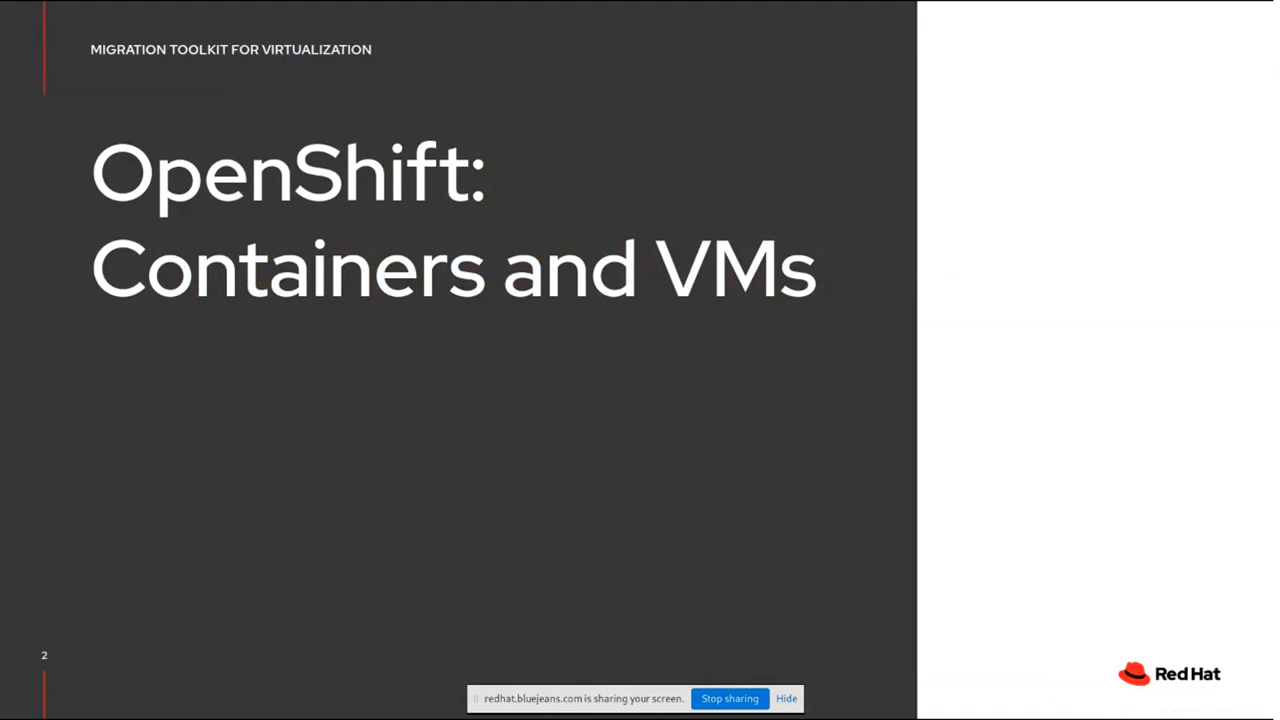 MIGRATION TOOLKIT FOR VIRTUALIZATION
OpenShift:
Containers and VMs
2
Red Hat
redhat.bluejeans.com is sharing your screen. Stop sharing Hide